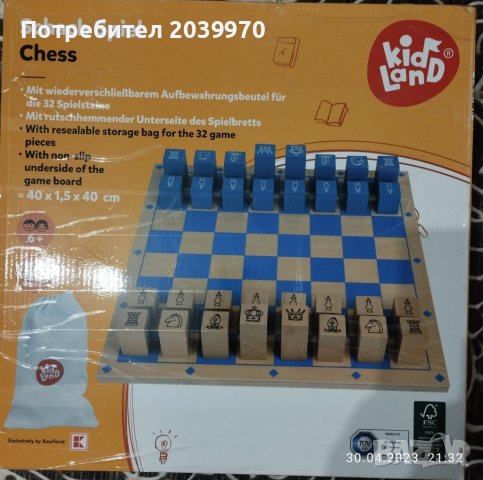 Потребител 2039970
Chess
kid
LAND
®
• Mit wiederverschließbarem Aufbewahrungsbeutel für
die 32 Spielsteine
• Mit rutschhemmender Unterseite des Spielbretts
• With resealable storage bag for the 32 game
pieces
• With non-slip
underside of the
game board
≈ 40 x 1,5 x 40 cm
6+
kid
LAND
Exclusively by Kaufland.
FSC
30.04.2023 21:32